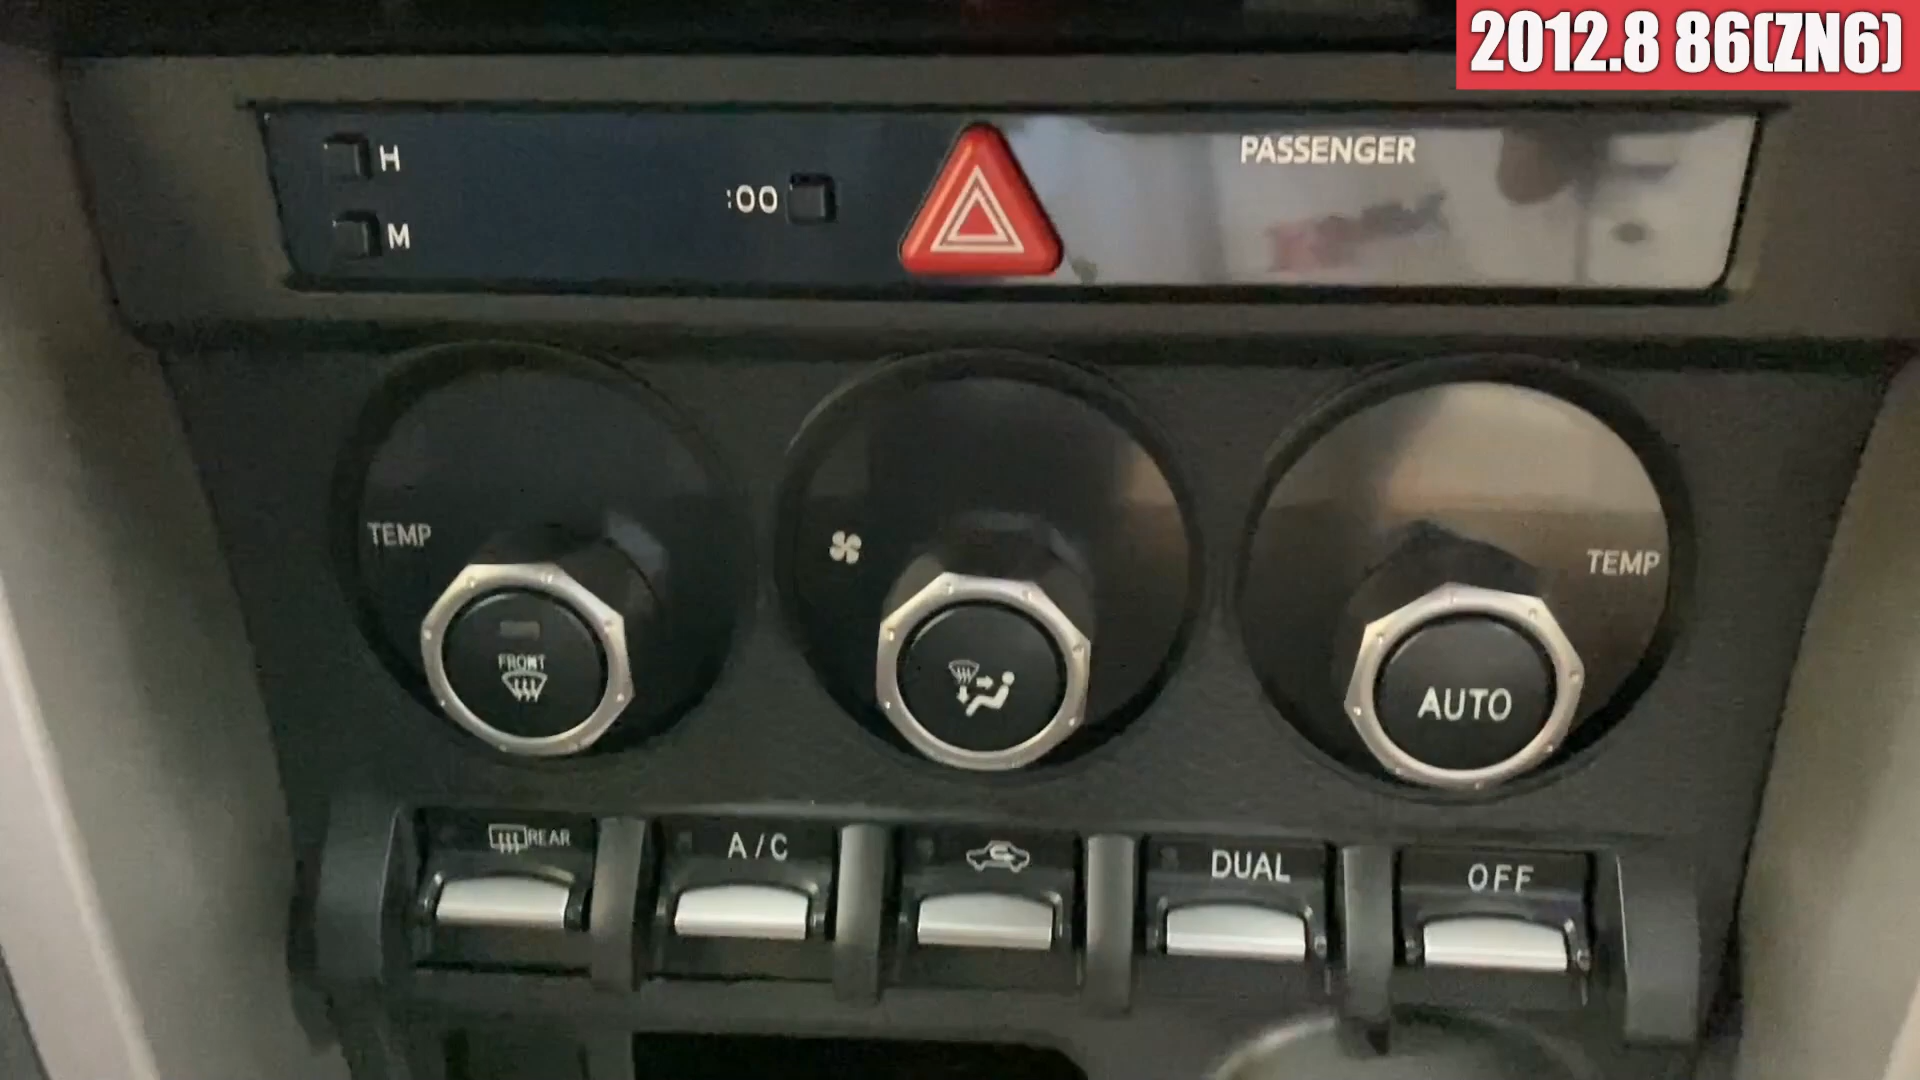 2012.8 86(ZN6)
H
PASSENGER
:00
M
TEMP
TEMP
FRONT
AUTO
REAR
A/C
DUAL
OFF